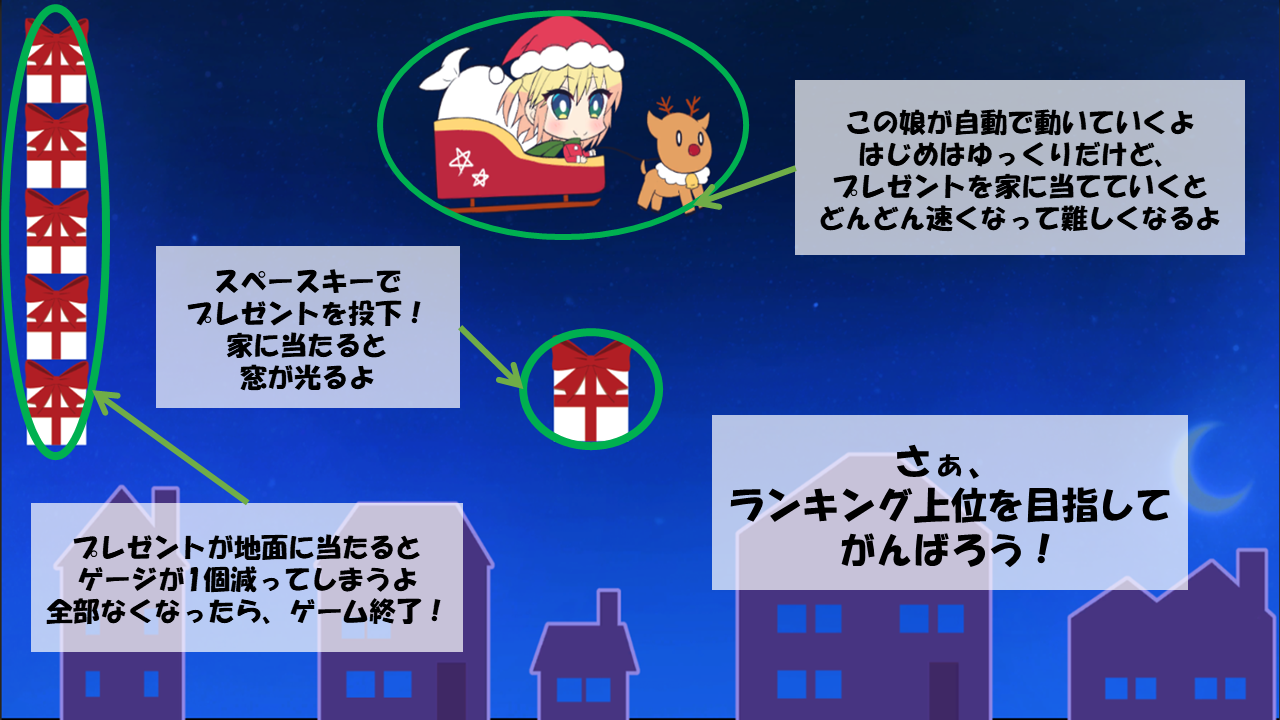 この娘が自動で動いていくよ
はじめはゆっくりだけど、
プレゼントを家に当てていくと
どんどん速くなって難しくなるよ
スペースキーで
プレゼントを投下！
家に当たると
窓が光るよ
さぁ、
ランキング上位を目指して
がんばろう！
プレゼントが地面に当たると
ゲージが1個減ってしまうよ
全部なくなったら、ゲーム終了！